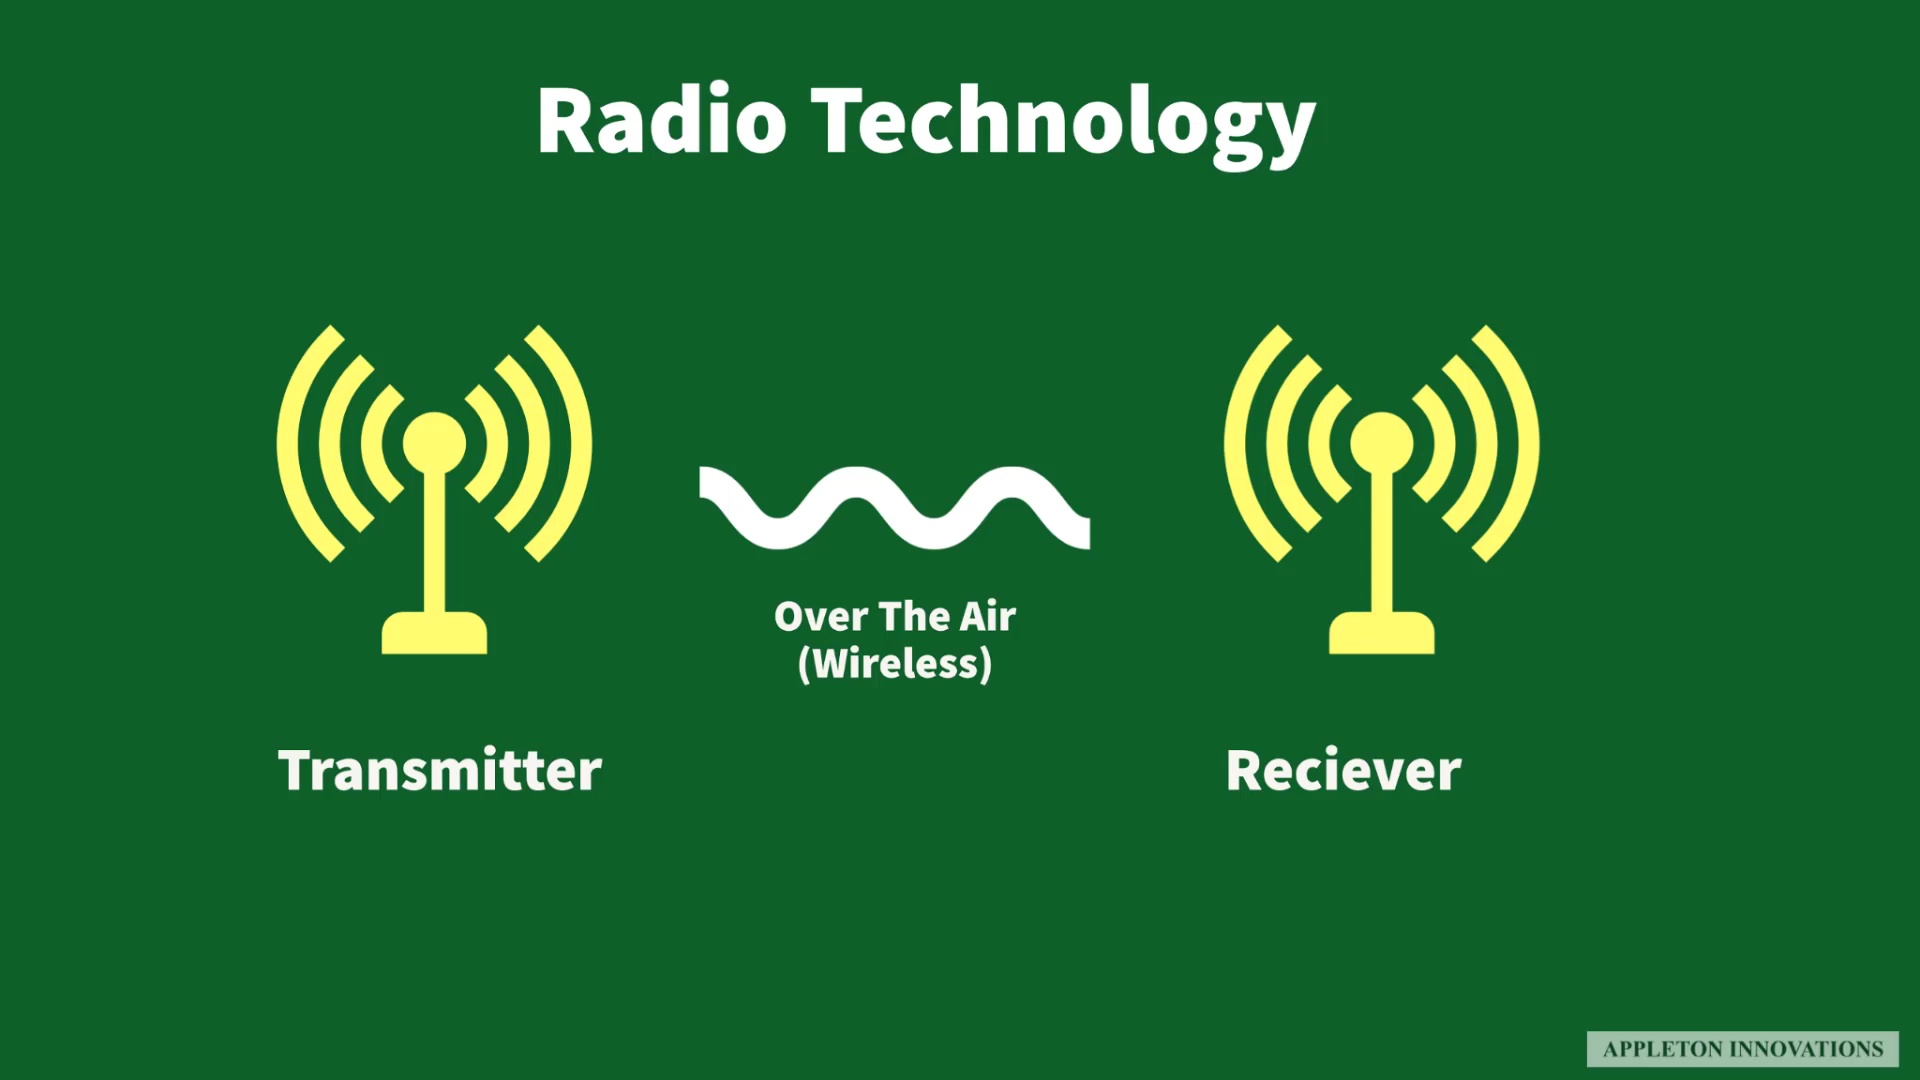 Radio Technology
Over The Air
(Wireless)
Transmitter
Reciever
APPLETON INNOVATIONS